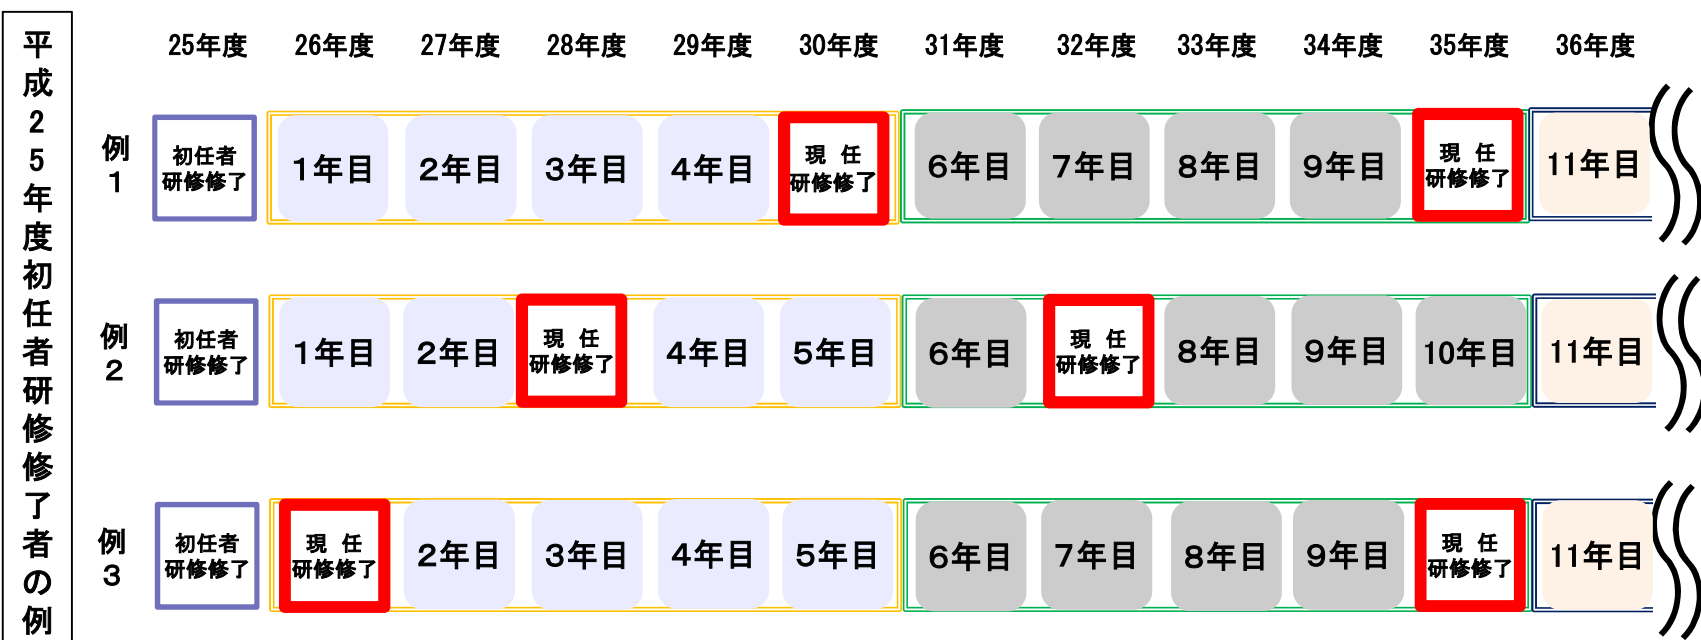 平成25年度初任者研修修了者の例
25年度 26年度 27年度 28年度 29年度 30年度 31年度 32年度 33年度 34年度 35年度 36年度
例1
初任者
研修修了
1年目
2年目
3年目
4年目
現 任
研修修了
6年目
7年目
8年目
9年目
現 任
研修修了
11年目
例2
初任者
研修修了
1年目
2年目
現 任
研修修了
4年目
5年目
6年目
現 任
研修修了
8年目
9年目
10年目
11年目
例3
初任者
研修修了
現 任
研修修了
2年目
3年目
4年目
5年目
6年目
7年目
8年目
9年目
現 任
研修修了
11年目